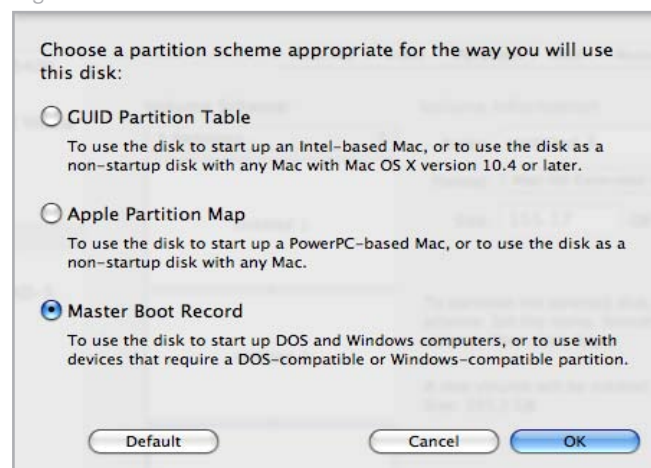 Choose a partition scheme appropriate for the way you will use
this disk:
GUID Partition Table
To use the disk to start up an Intel-based Mac, or to use the disk as a
non-startup disk with any Mac with Mac OS X version 10.4 or later.
Apple Partition Map
To use the disk to start up a PowerPC-based Mac, or to use the disk as a
non-startup disk with any Mac.
Master Boot Record
To use the disk to start up DOS and Windows computers, or to use with
devices that require a DOS-compatible or Windows-compatible partition.
Default
Cancel
OK